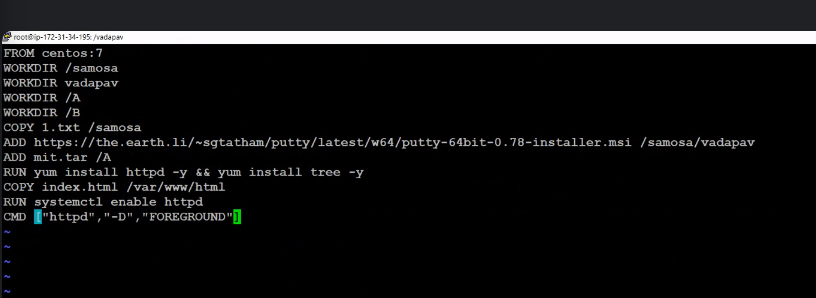 root@ip-172-31-34-195: /vadapav
FROM centos:7
WORKDIR /samosa
WORKDIR vadapav
WORKDIR /A
WORKDIR /B
COPY 1.txt /samosa
ADD https://the.earth.li/~sgtatham/putty/latest/w64/putty-64bit-0.78-installer.msi /samosa/vadapav
ADD mit.tar /A
RUN yum install httpd -y && yum install tree -y
COPY index.html /var/www/html
RUN systemctl enable httpd
CMD ["httpd","-D","FOREGROUND"]
~
~
~
~
~